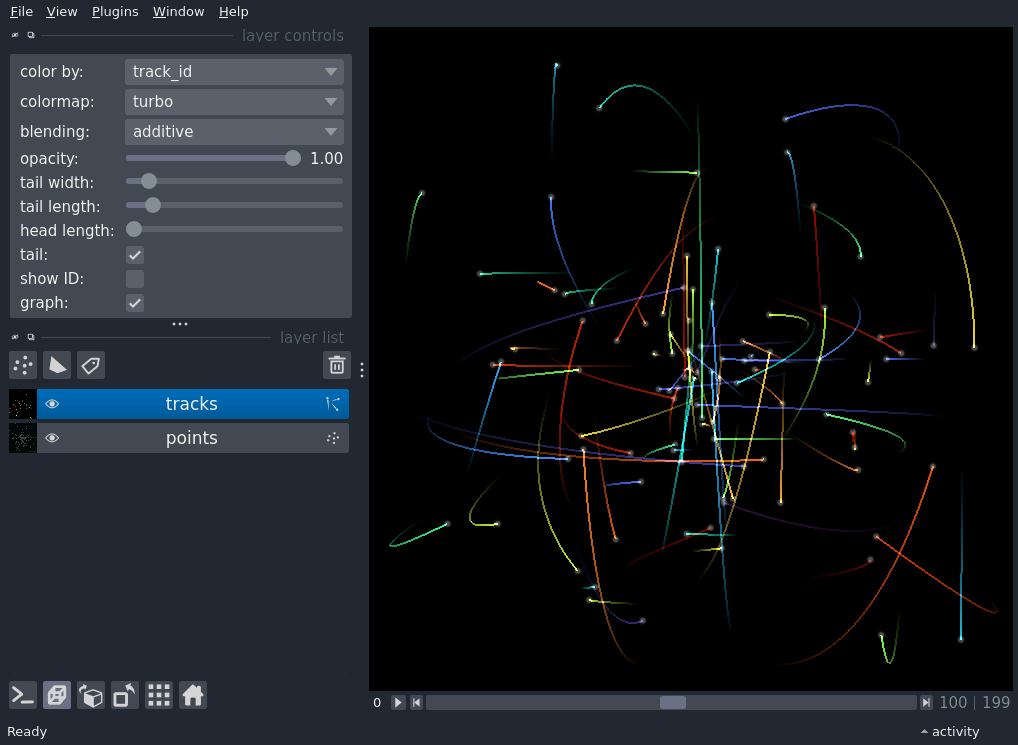 File View Plugins Window Help
layer controls
color by: track_id
colormap: turbo
blending: additive
opacity: 1.00
tail width:
tail length:
head length:
tail:
show ID:
graph:
layer list
tracks
points
0 100 | 199
Ready activity